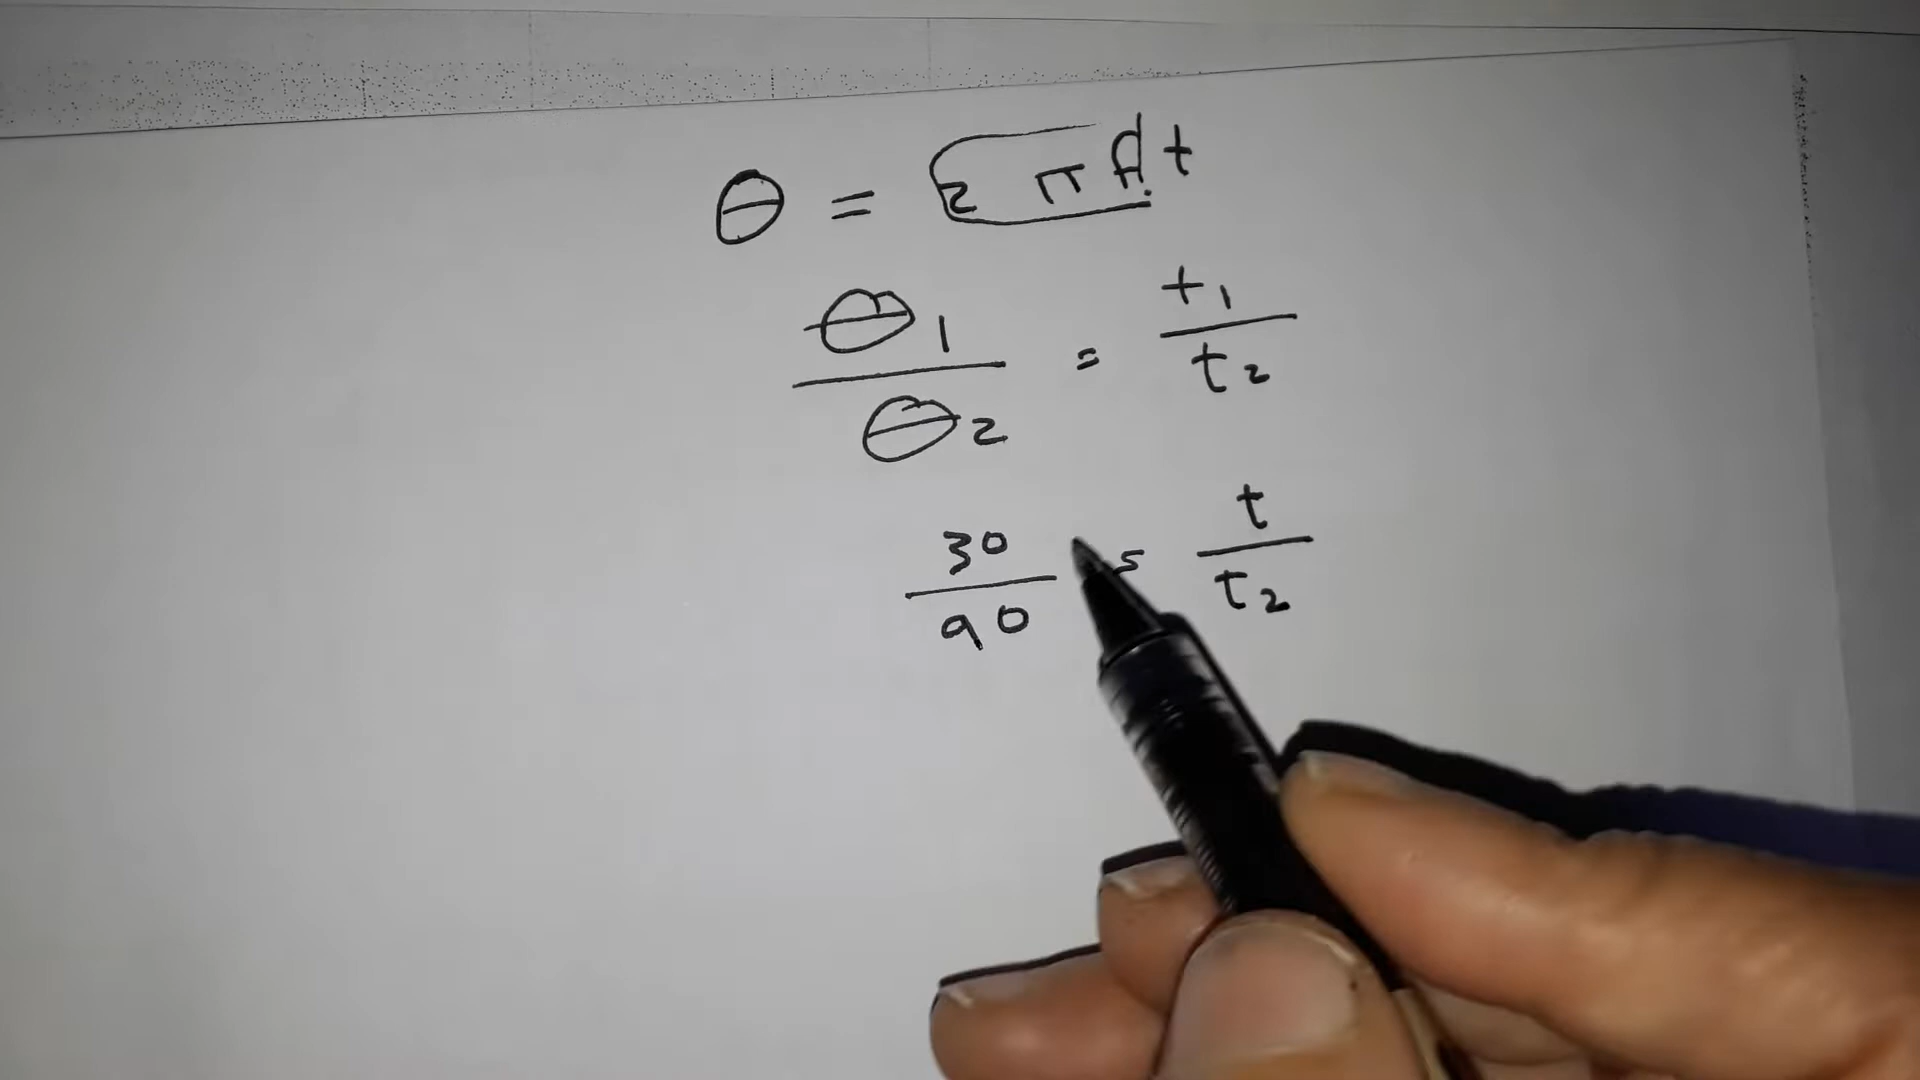 θ = 2πft
θ1/θ2 = t1/t2
30/90 = t/t2